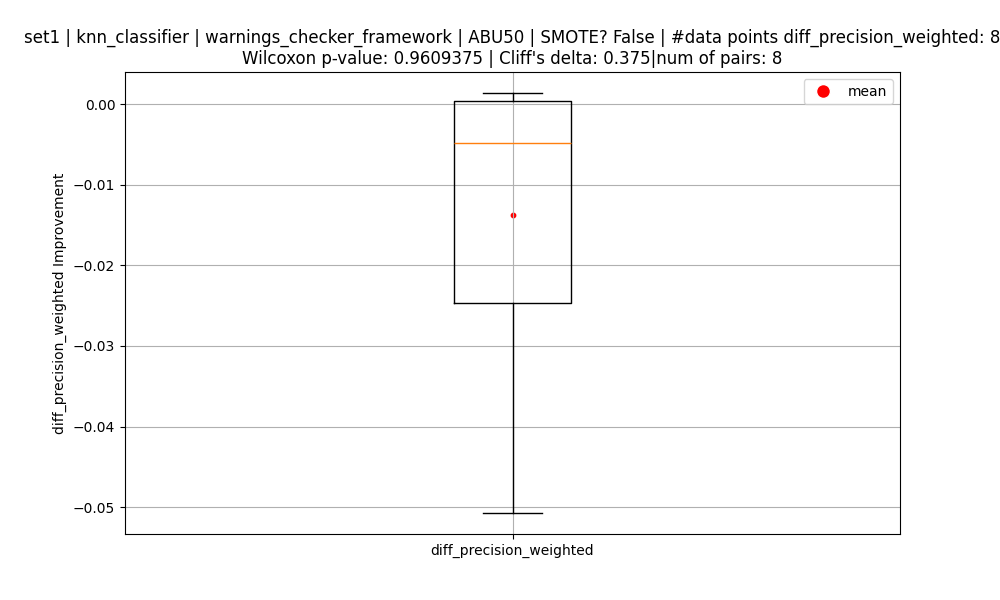 set1 | knn_classifier | warnings_checker_framework | ABU50 | SMOTE? False | #data points diff_precision_weighted: 8
Wilcoxon p-value: 0.9609375 | Cliff's delta: 0.375|num of pairs: 8
mean
0.00
−0.01
−0.02
−0.03
−0.04
−0.05
diff_precision_weighted Improvement
diff_precision_weighted